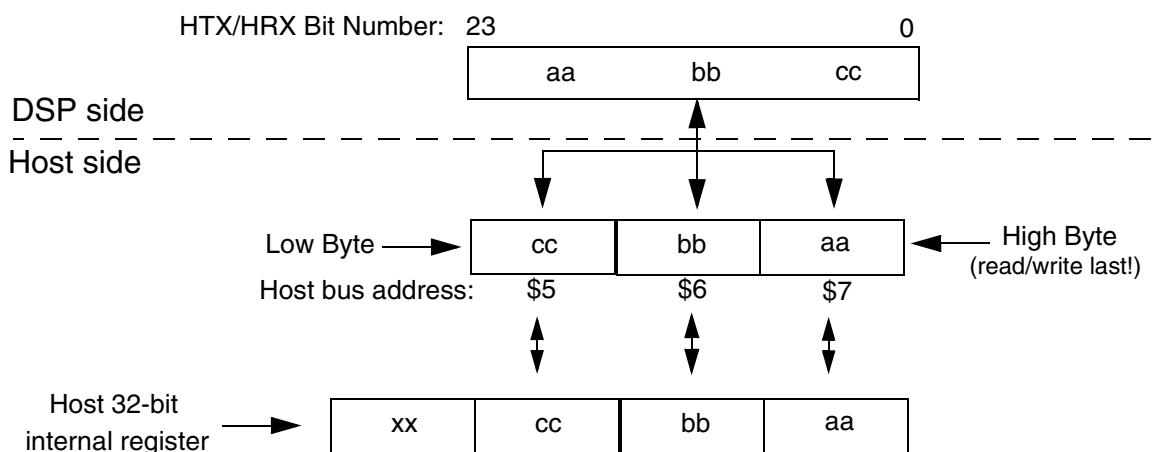 HTX/HRX Bit Number: 23 0
aa bb cc
DSP side
Host side
Low Byte cc bb aa High Byte
(read/write last!)
Host bus address: $5 $6 $7
Host 32-bit
internal register
xx cc bb aa